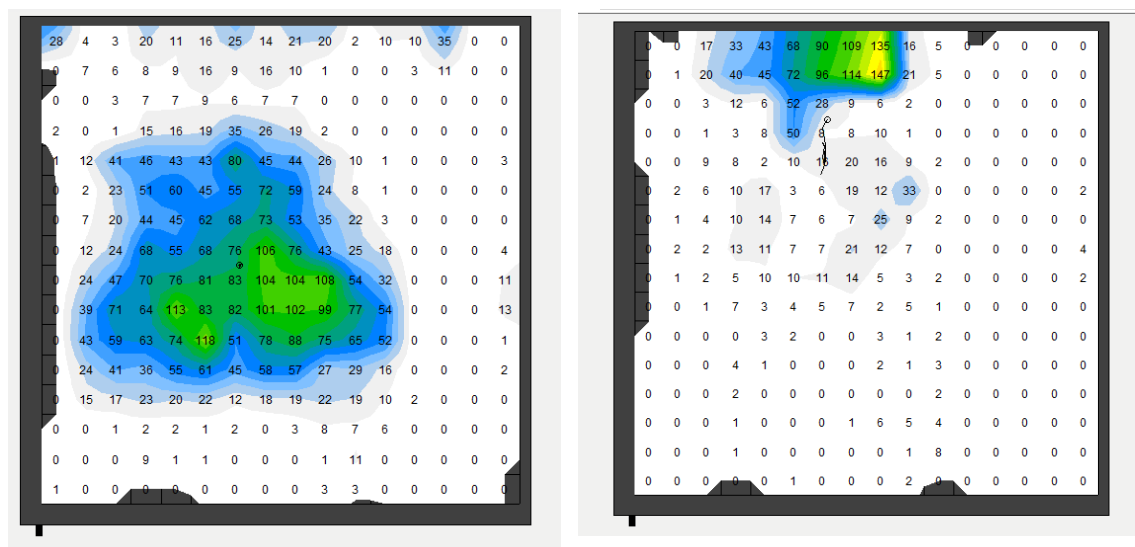 28 4 3 20 11 16 25 14 21 20 2 10 10 35 0 0
0 7 6 8 9 16 9 16 10 1 0 0 3 11 0 0
0 0 3 7 7 9 6 7 7 0 0 0 0 0 0 0
2 0 1 15 16 19 35 26 19 2 0 0 0 0 0 0
1 12 41 46 43 43 80 45 44 26 10 1 0 0 0 3
0 2 23 51 60 45 55 72 59 24 8 1 0 0 0 0
0 7 20 44 45 62 68 73 53 35 22 3 0 0 0 0
0 12 24 68 55 68 76 106 76 43 25 18 0 0 0 4
0 24 47 70 76 81 83 104 104 108 54 32 0 0 0 11
0 39 71 64 113 83 82 101 102 99 77 54 0 0 0 13
0 43 59 63 74 118 51 78 88 75 65 52 0 0 0 1
0 24 41 36 55 61 45 58 57 27 29 16 0 0 0 2
0 15 17 23 20 22 12 18 19 22 19 10 2 0 0 0
0 0 1 2 2 1 2 0 3 8 7 6 0 0 0 0
0 0 0 9 1 1 0 0 0 1 11 0 0 0 0 0
1 0 0 0 0 0 0 0 0 3 3 0 0 0 0 0
0 0 17 33 43 68 90 109 135 16 5 0 0 0 0 0
0 1 20 40 45 72 96 114 147 21 5 0 0 0 0 0
0 0 3 12 6 52 28 9 6 2 0 0 0 0 0 0
0 0 1 3 8 50 8 8 10 1 0 0 0 0 0 0
0 0 9 8 2 10 16 20 16 9 2 0 0 0 0 0
0 2 6 10 17 3 6 19 12 33 0 0 0 0 0 2
0 1 4 10 14 7 6 7 25 9 2 0 0 0 0 0
0 2 2 13 11 7 7 21 12 7 0 0 0 0 0 4
0 1 2 5 10 10 11 14 5 3 2 0 0 0 0 2
0 0 1 7 3 4 5 7 2 5 1 0 0 0 0 0
0 0 0 0 3 2 0 0 3 2 0 0 0 0 0 0
0 0 0 4 1 0 0 0 2 1 3 0 0 0 0 0
0 0 0 2 0 0 0 0 0 0 2 0 0 0 0 0
0 0 0 1 0 0 0 1 6 5 4 0 0 0 0 0
0 0 0 1 0 0 0 0 0 1 8 0 0 0 0 0
0 0 0 0 0 1 0 0 0 2 0 0 0 0 0 0